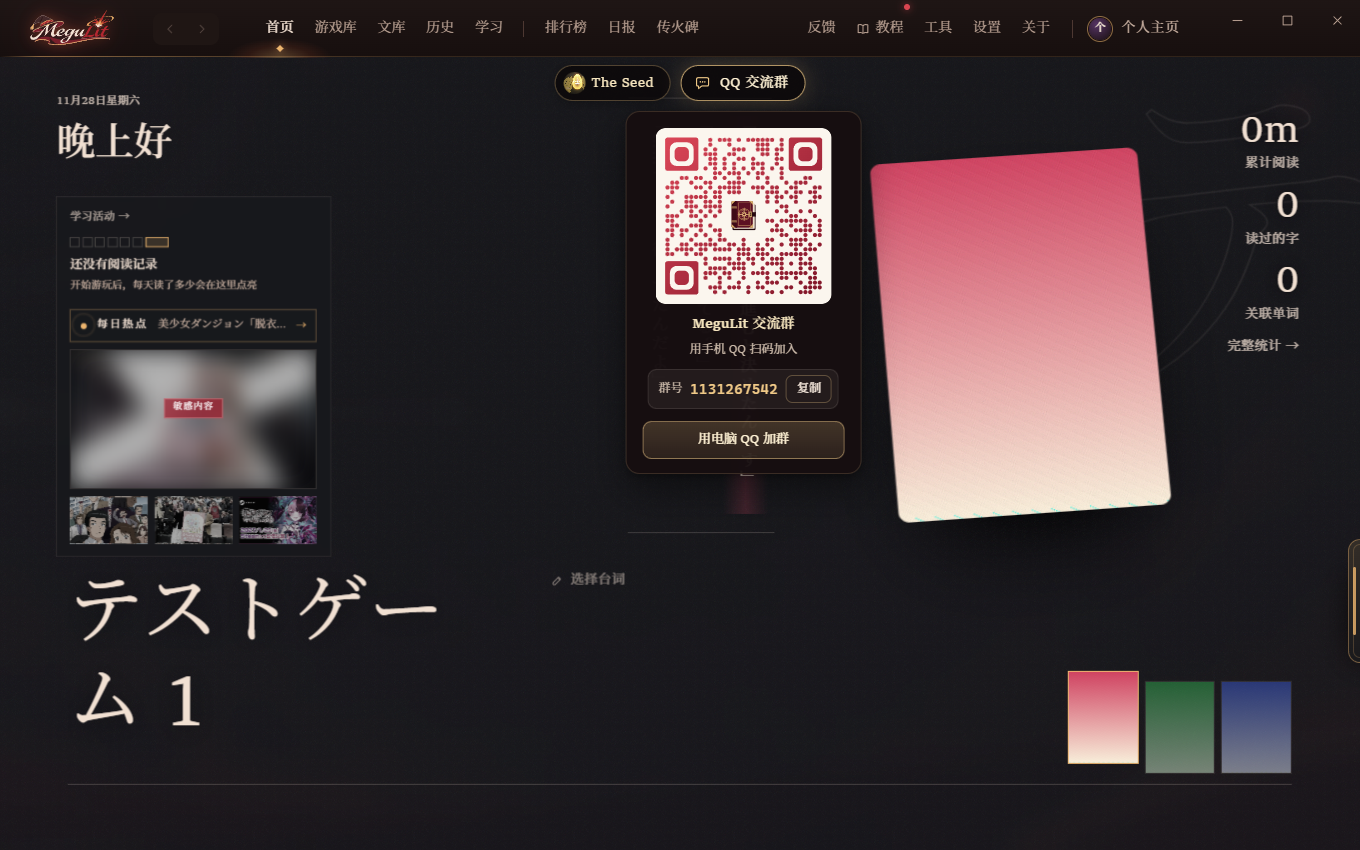 MeguLit
首页 游戏库 文库 历史 学习 排行榜 日报 传火碑 反馈 教程 工具 设置 关于 个 个人主页
The Seed QQ 交流群
11月28日星期六
晚上好
学习活动 →
还没有阅读记录
开始游玩后，每天读了多少会在这里点亮
每日热点 美少女ダンジョン「脱衣... →
敏感内容
テストゲー
ム 1
MeguLit 交流群
用手机 QQ 扫码加入
群号 1131267542 复制
用电脑 QQ 加群
选择台词
0m
累计阅读
0
读过的字
0
关联单词
完整统计 →